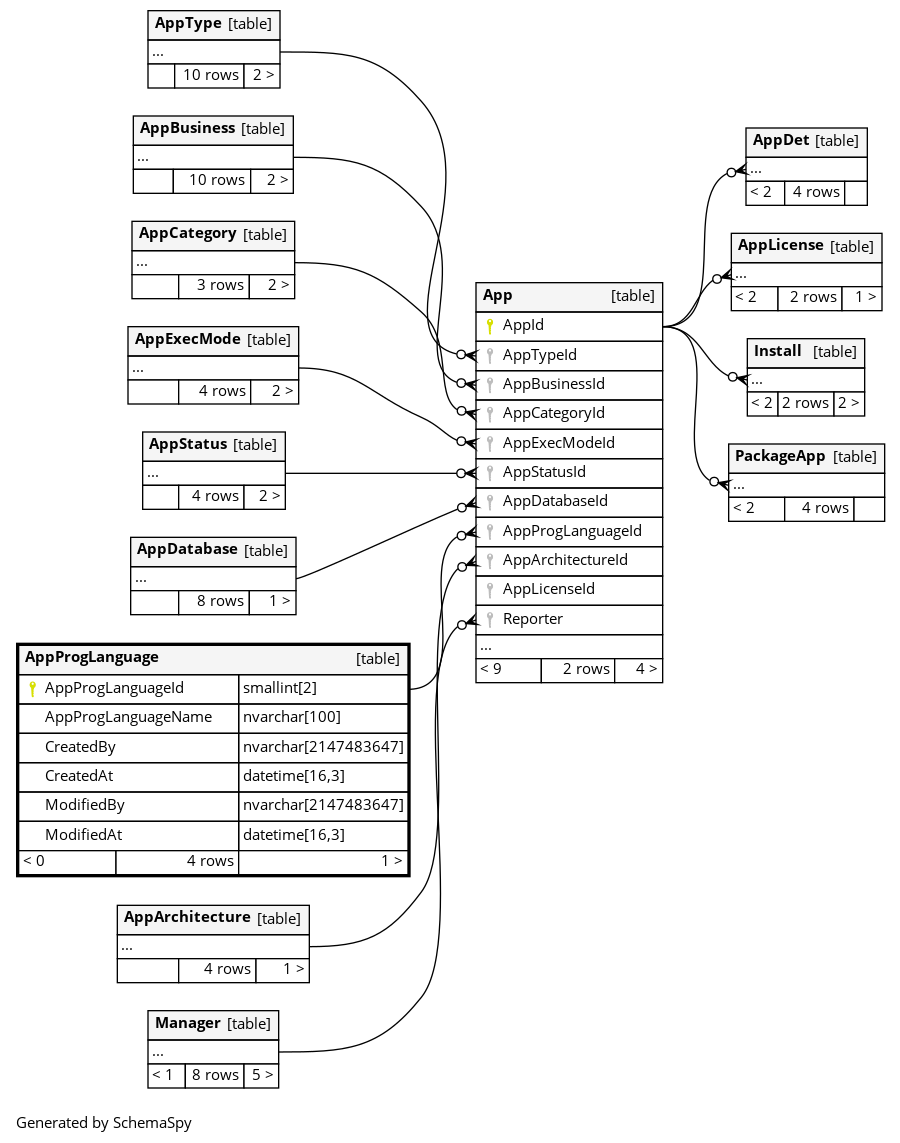 AppType [table]
...
10 rows 2 >
AppBusiness [table]
...
10 rows 2 >
AppCategory [table]
...
3 rows 2 >
AppExecMode [table]
...
4 rows 2 >
AppStatus [table]
...
4 rows 2 >
AppDatabase [table]
...
8 rows 1 >
AppProgLanguage [table]
AppProgLanguageId smallint[2]
AppProgLanguageName nvarchar[100]
CreatedBy nvarchar[2147483647]
CreatedAt datetime[16,3]
ModifiedBy nvarchar[2147483647]
ModifiedAt datetime[16,3]
< 0 4 rows 1 >
AppArchitecture [table]
...
4 rows 1 >
Manager [table]
...
< 1 8 rows 5 >
App [table]
AppId
AppTypeId
AppBusinessId
AppCategoryId
AppExecModeId
AppStatusId
AppDatabaseId
AppProgLanguageId
AppArchitectureId
AppLicenseId
Reporter
...
< 9 2 rows 4 >
AppDet [table]
...
< 2 4 rows
AppLicense [table]
...
< 2 2 rows 1 >
Install [table]
...
< 2 2 rows 2 >
PackageApp [table]
...
< 2 4 rows
Generated by SchemaSpy